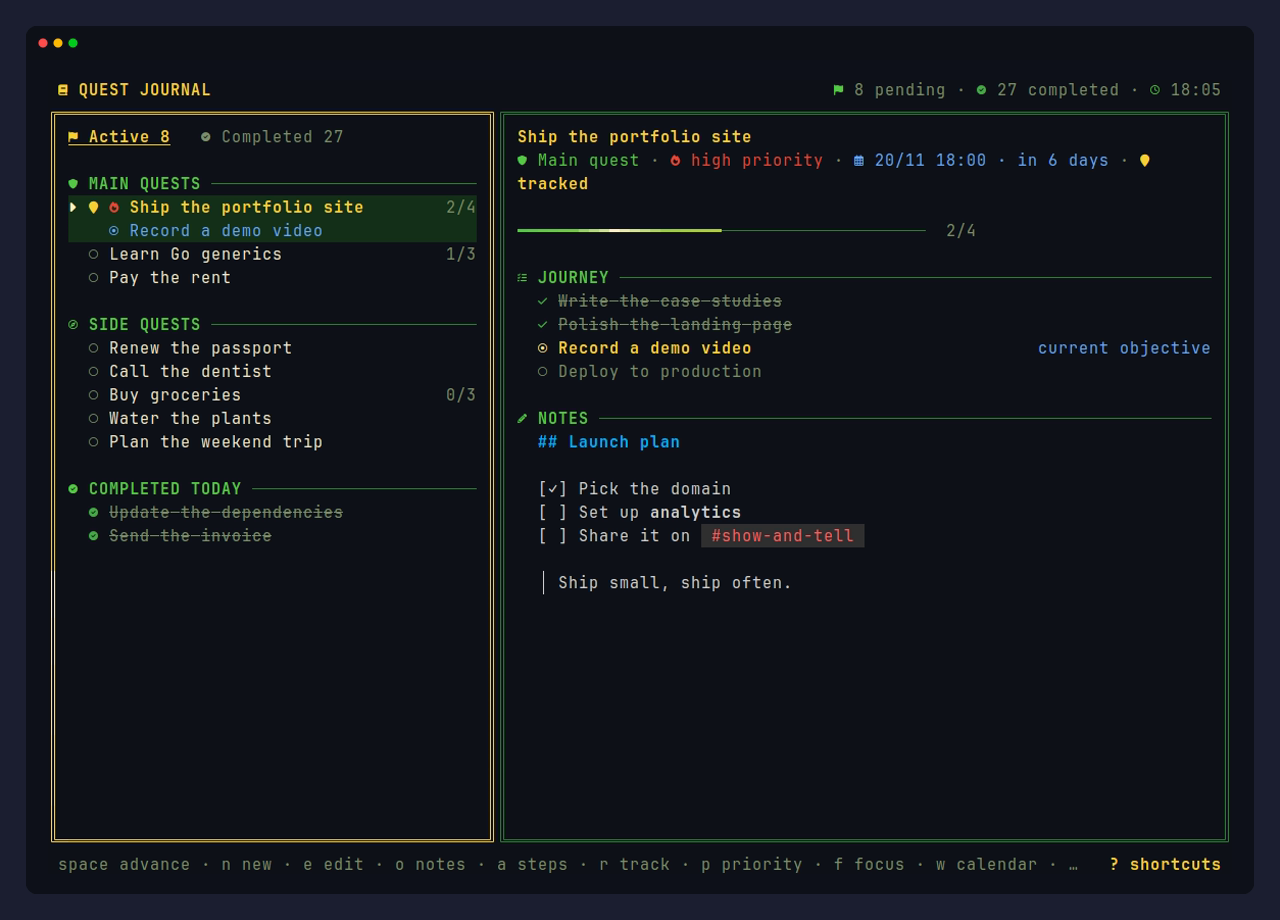 QUEST JOURNAL
8 pending · 27 completed · 18:05
Active 8 Completed 27
MAIN QUESTS
Ship the portfolio site 2/4
Record a demo video
Learn Go generics 1/3
Pay the rent
SIDE QUESTS
Renew the passport
Call the dentist
Buy groceries 0/3
Water the plants
Plan the weekend trip
COMPLETED TODAY
Update the dependencies
Send the invoice
Ship the portfolio site
Main quest · high priority · 20/11 18:00 · in 6 days ·
tracked
2/4
JOURNEY
✓ Write the case studies
✓ Polish the landing page
Record a demo video current objective
Deploy to production
NOTES
## Launch plan
[✓] Pick the domain
[ ] Set up analytics
[ ] Share it on #show-and-tell
Ship small, ship often.
space advance · n new · e edit · o notes · a steps · r track · p priority · f focus · w calendar · … ? shortcuts